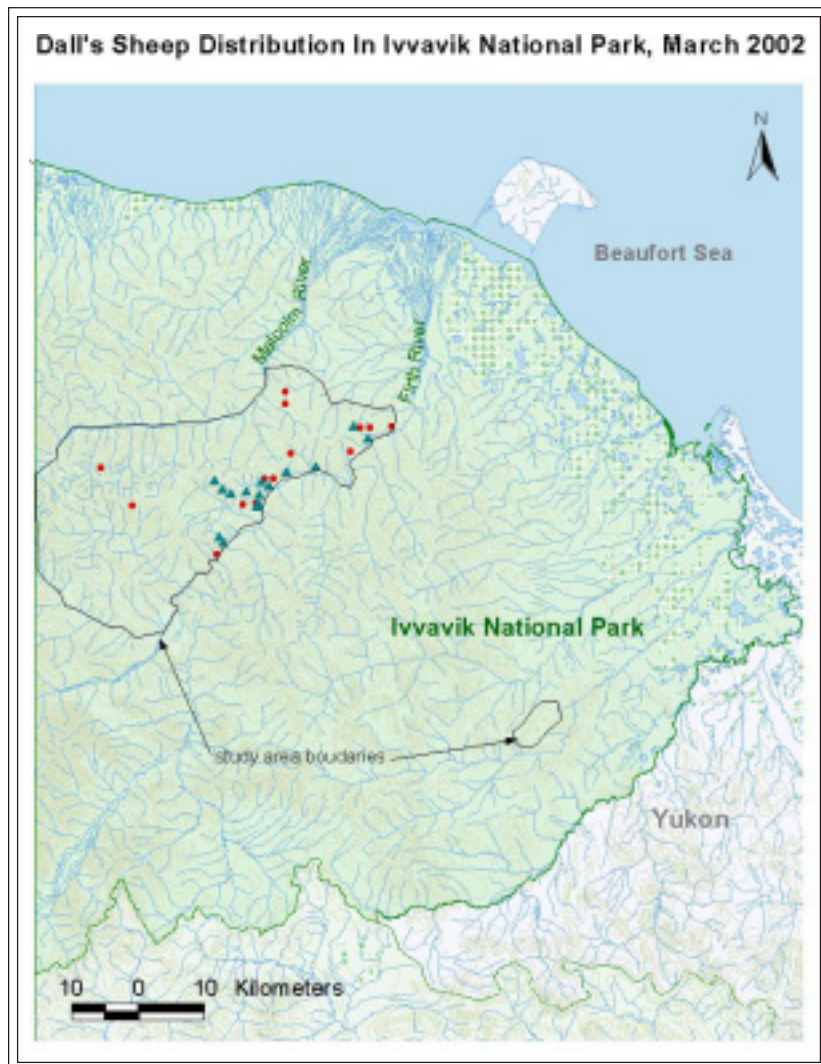 Dall's Sheep Distribution In Ivvavik National Park, March 2002
N
Beaufort Sea
Malcolm River
Firth River
Ivvavik National Park
study area boudaries
Yukon
10 0 10 Kilometers